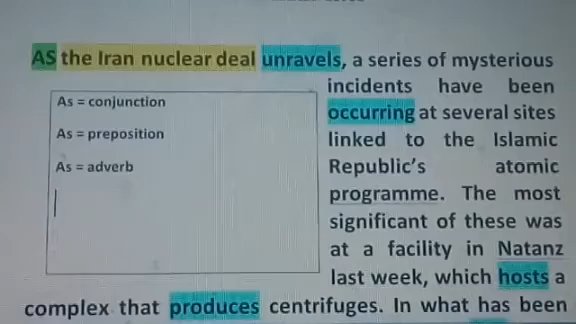 AS the Iran nuclear deal unravels, a series of mysterious
As = conjunction
As = preposition
As = adverb
incidents have been
occurring at several sites
linked to the Islamic
Republic's atomic
programme. The most
significant of these was
at a facility in Natanz
last week, which hosts a
complex that produces centrifuges. In what has been